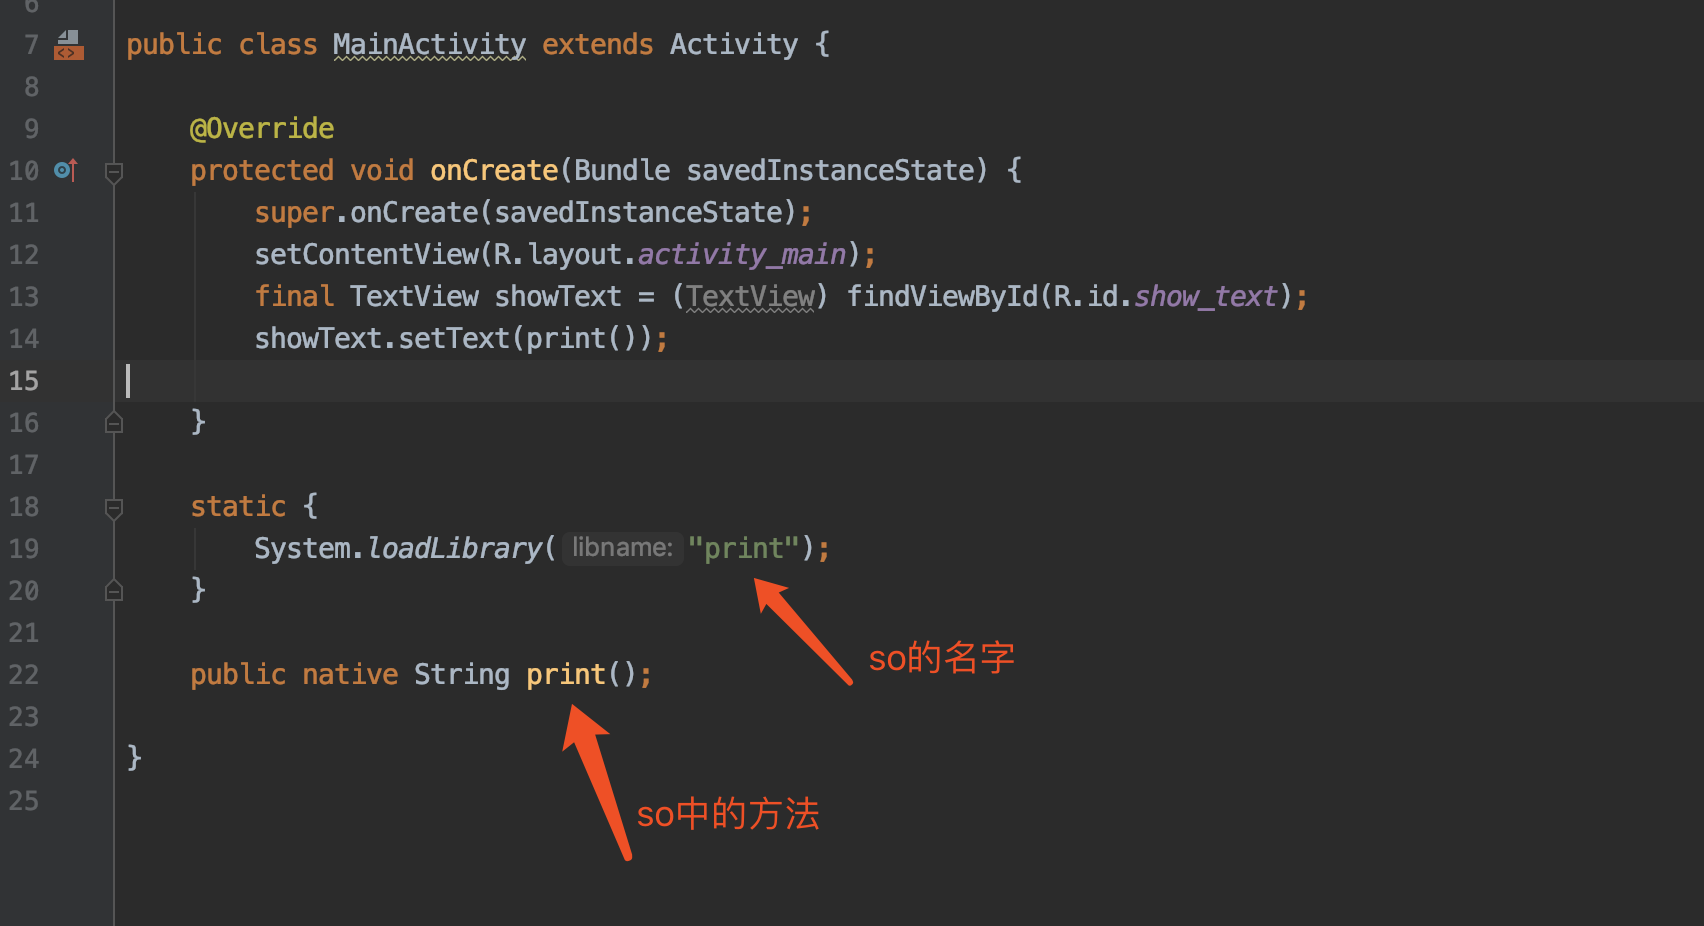 6
7 public class MainActivity extends Activity {
8
9 @Override
10 protected void onCreate(Bundle savedInstanceState) {
11 super.onCreate(savedInstanceState);
12 setContentView(R.layout.activity_main);
13 final TextView showText = (TextView) findViewById(R.id.show_text);
14 showText.setText(print());
15
16 }
17
18 static {
19 System.loadLibrary( libname: "print");
20 }
21
so的名字
22 public native String print();
23
24 }
25
so中的方法